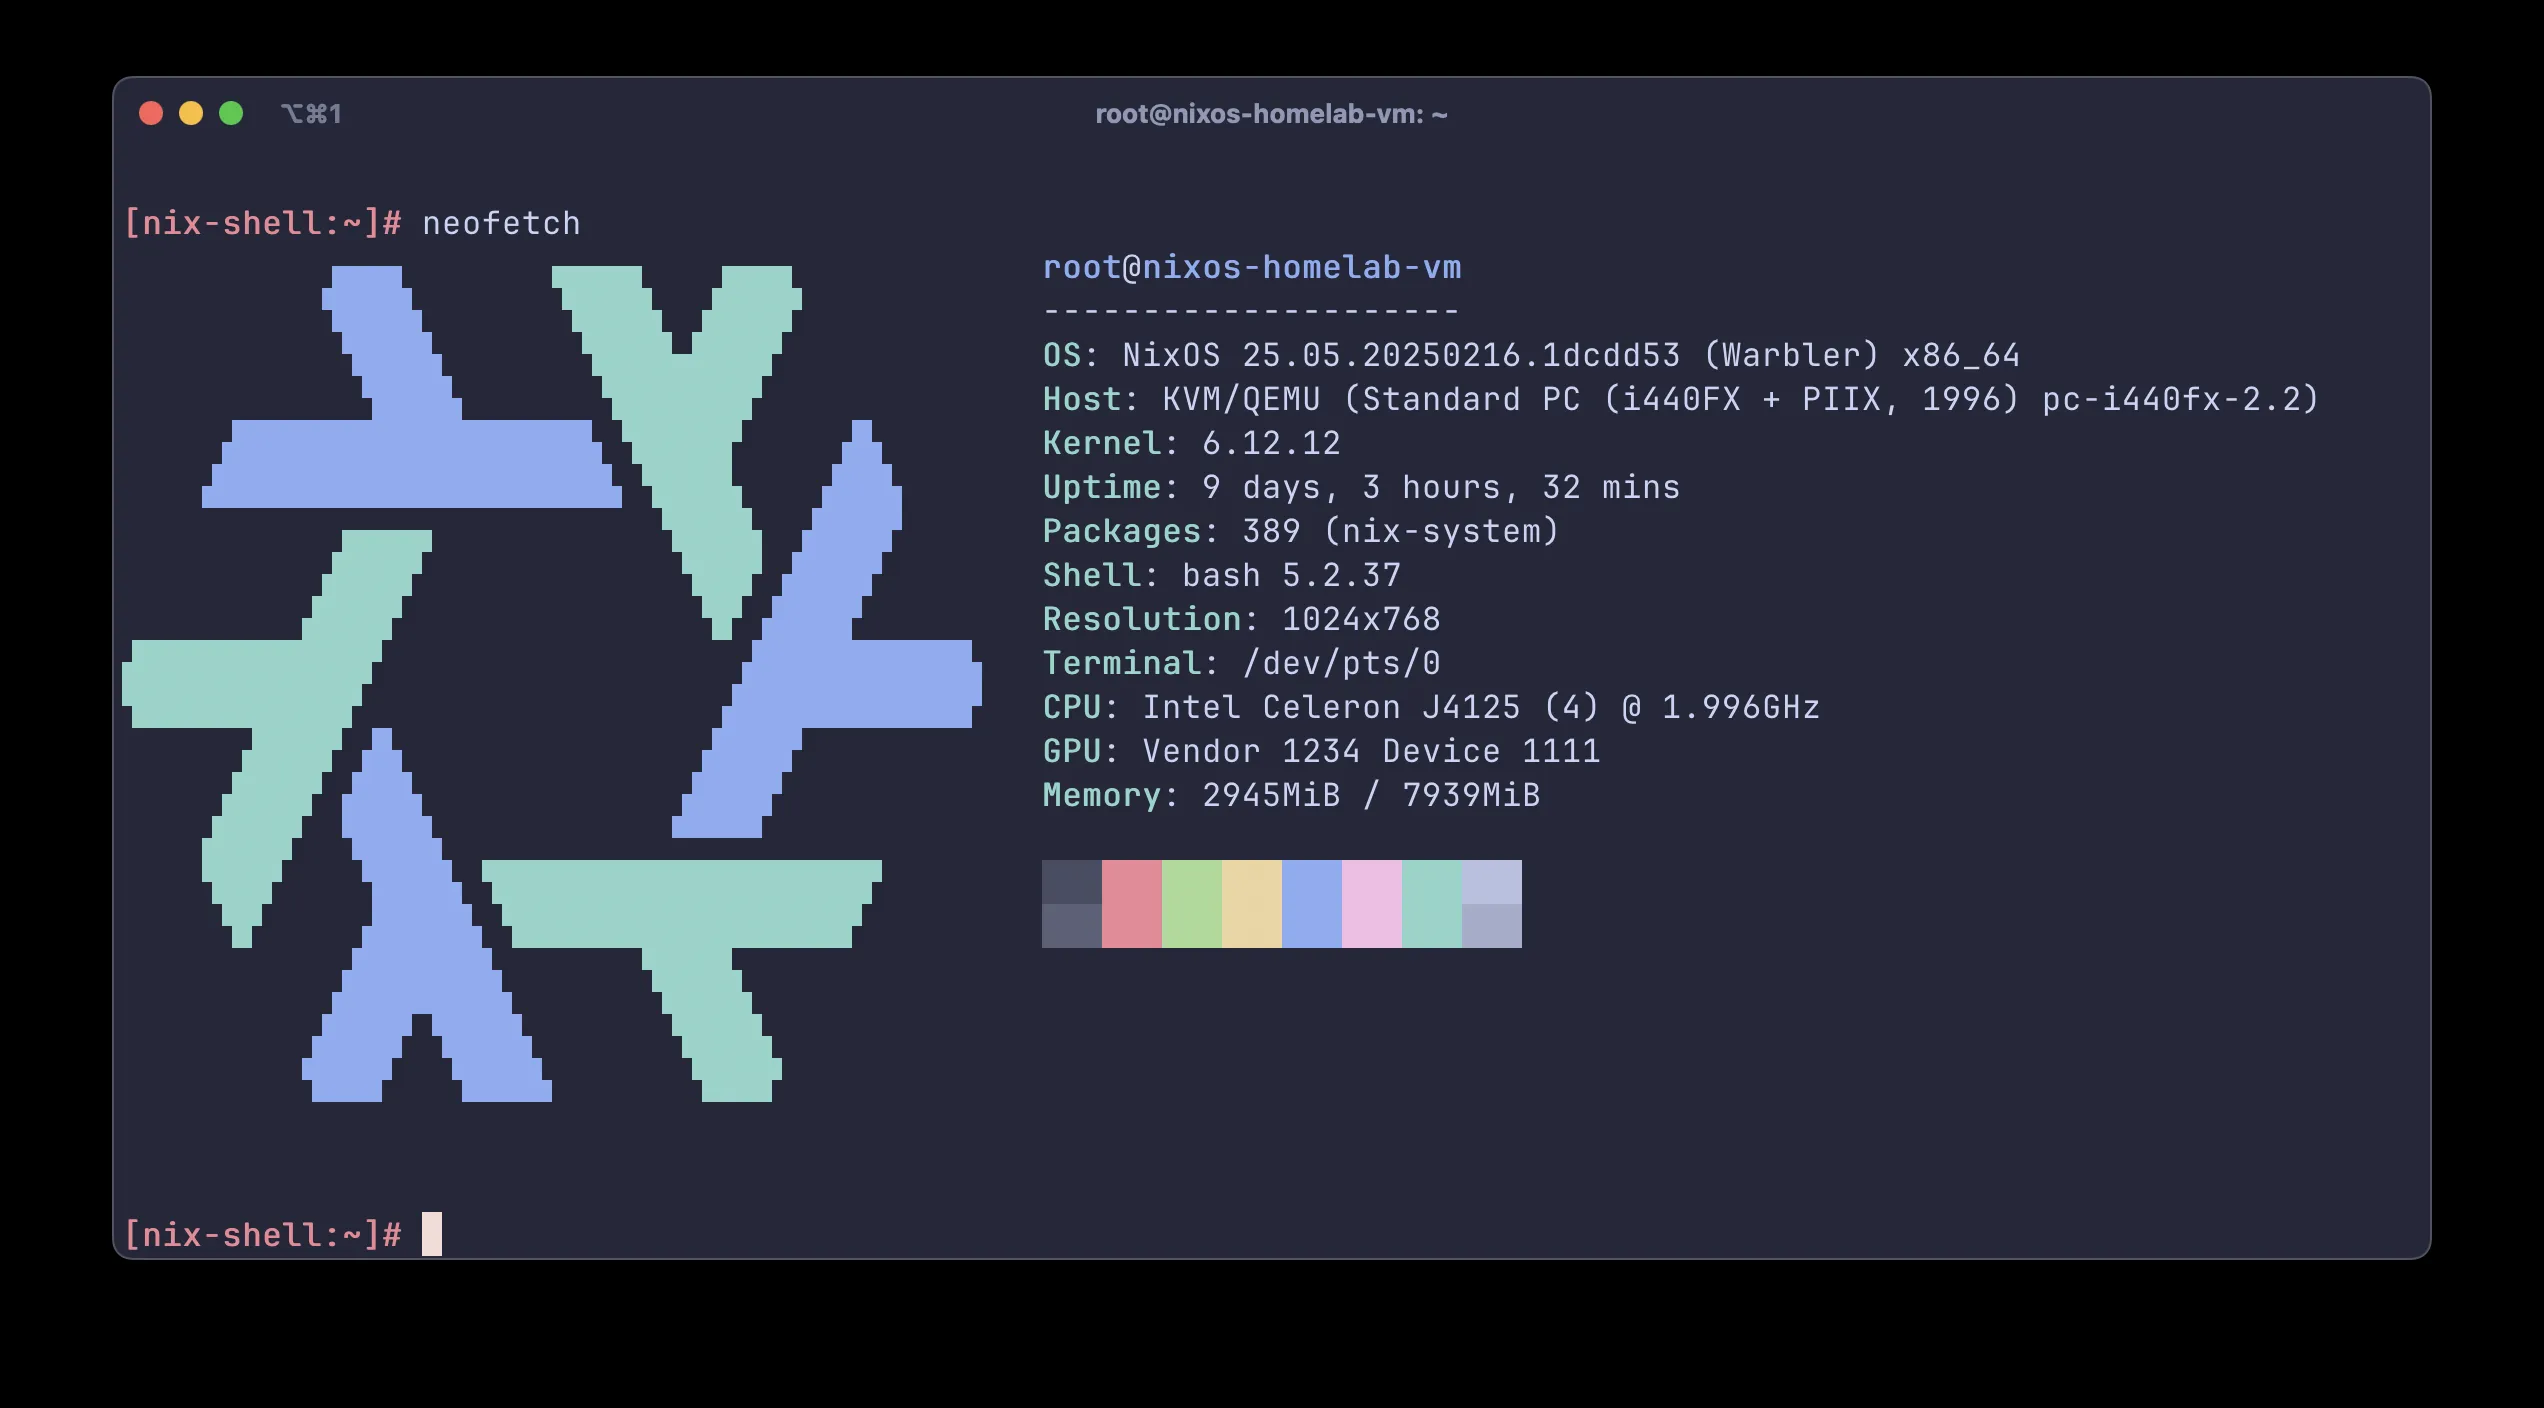 ⌥⌘1
root@nixos-homelab-vm: ~
[nix-shell:~]# neofetch
root@nixos-homelab-vm
---------------------
OS: NixOS 25.05.20250216.1dcdd53 (Warbler) x86_64
Host: KVM/QEMU (Standard PC (i440FX + PIIX, 1996) pc-i440fx-2.2)
Kernel: 6.12.12
Uptime: 9 days, 3 hours, 32 mins
Packages: 389 (nix-system)
Shell: bash 5.2.37
Resolution: 1024x768
Terminal: /dev/pts/0
CPU: Intel Celeron J4125 (4) @ 1.996GHz
GPU: Vendor 1234 Device 1111
Memory: 2945MiB / 7939MiB
[nix-shell:~]#